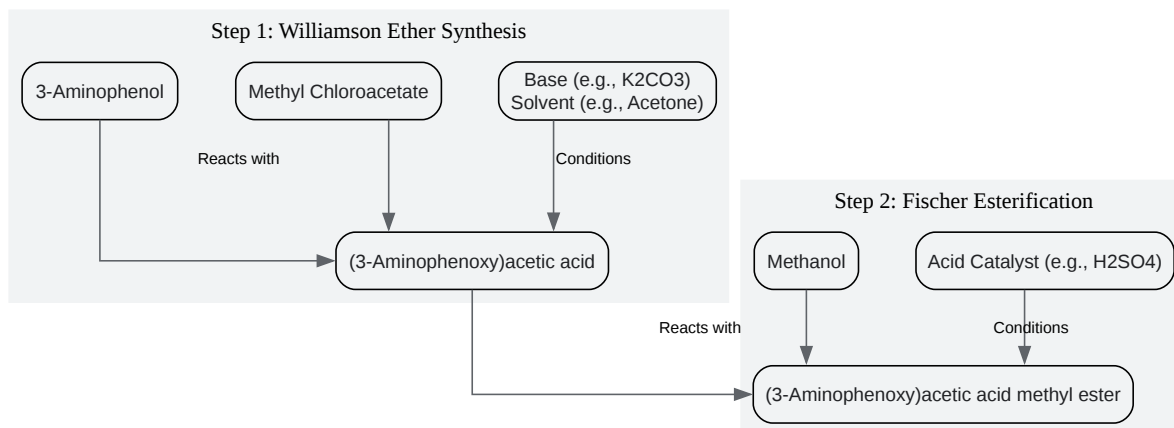 Step 1: Williamson Ether Synthesis
3-Aminophenol
Methyl Chloroacetate
Base (e.g., K2CO3)
Solvent (e.g., Acetone)
Reacts with
Conditions
(3-Aminophenoxy)acetic acid
Step 2: Fischer Esterification
Methanol
Acid Catalyst (e.g., H2SO4)
Reacts with
Conditions
(3-Aminophenoxy)acetic acid methyl ester